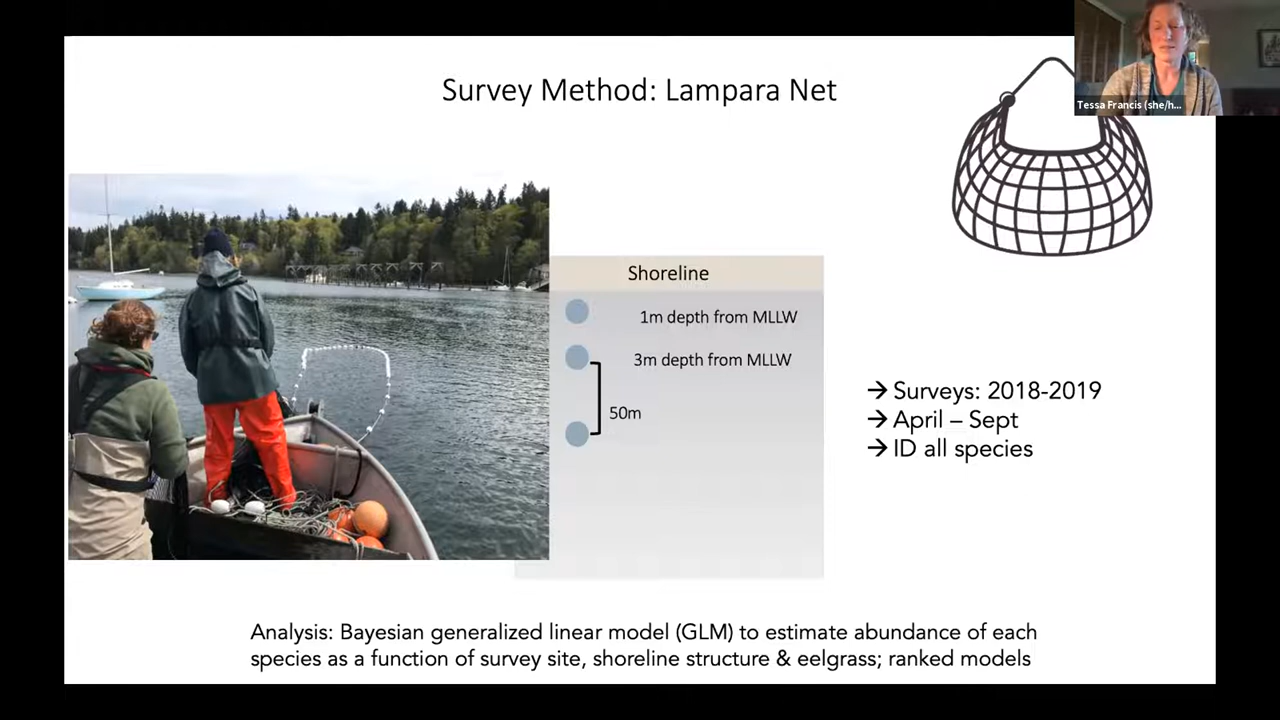 Survey Method: Lampara Net
Tessa Francis (she/h...
Shoreline
1m depth from MLLW
3m depth from MLLW
50m
→ Surveys: 2018-2019
→ April – Sept
→ ID all species
Analysis: Bayesian generalized linear model (GLM) to estimate abundance of each
species as a function of survey site, shoreline structure & eelgrass; ranked models